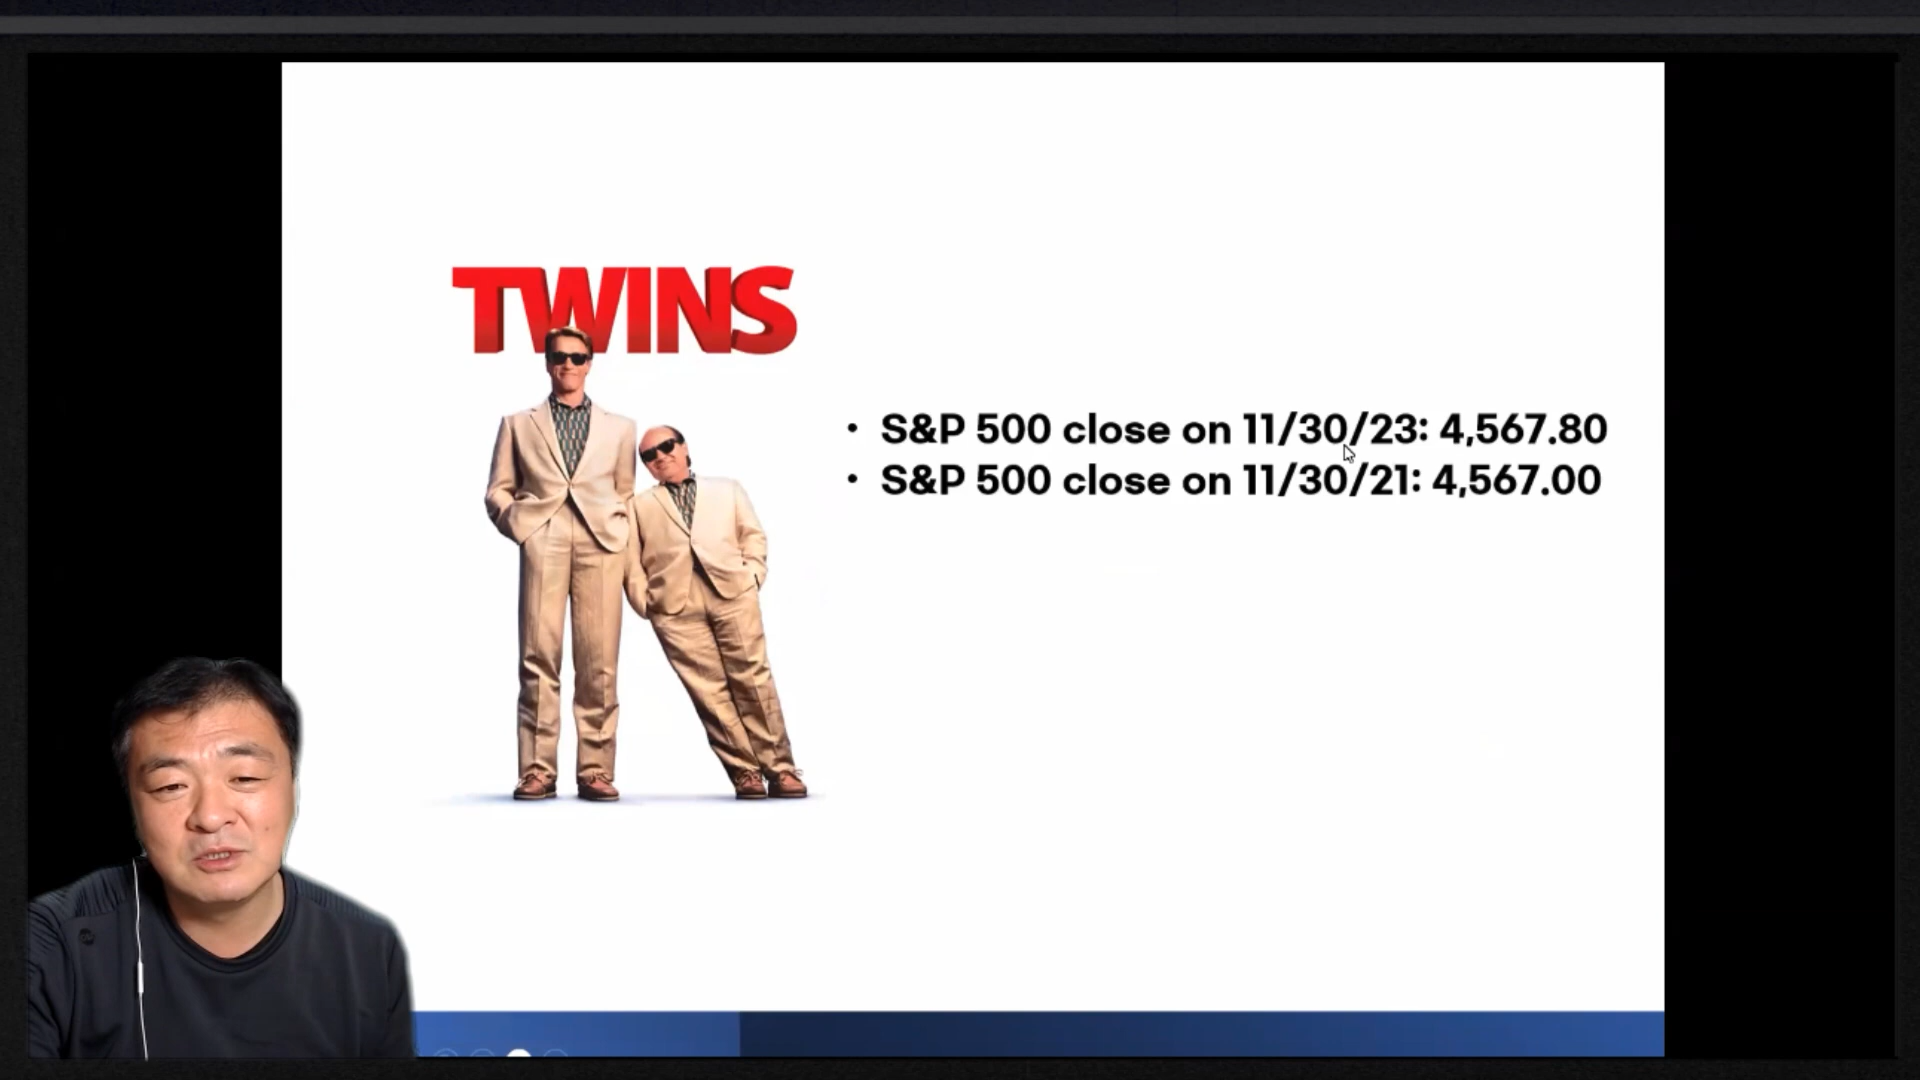 TWINS
• S&P 500 close on 11/30/23: 4,567.80
• S&P 500 close on 11/30/21: 4,567.00